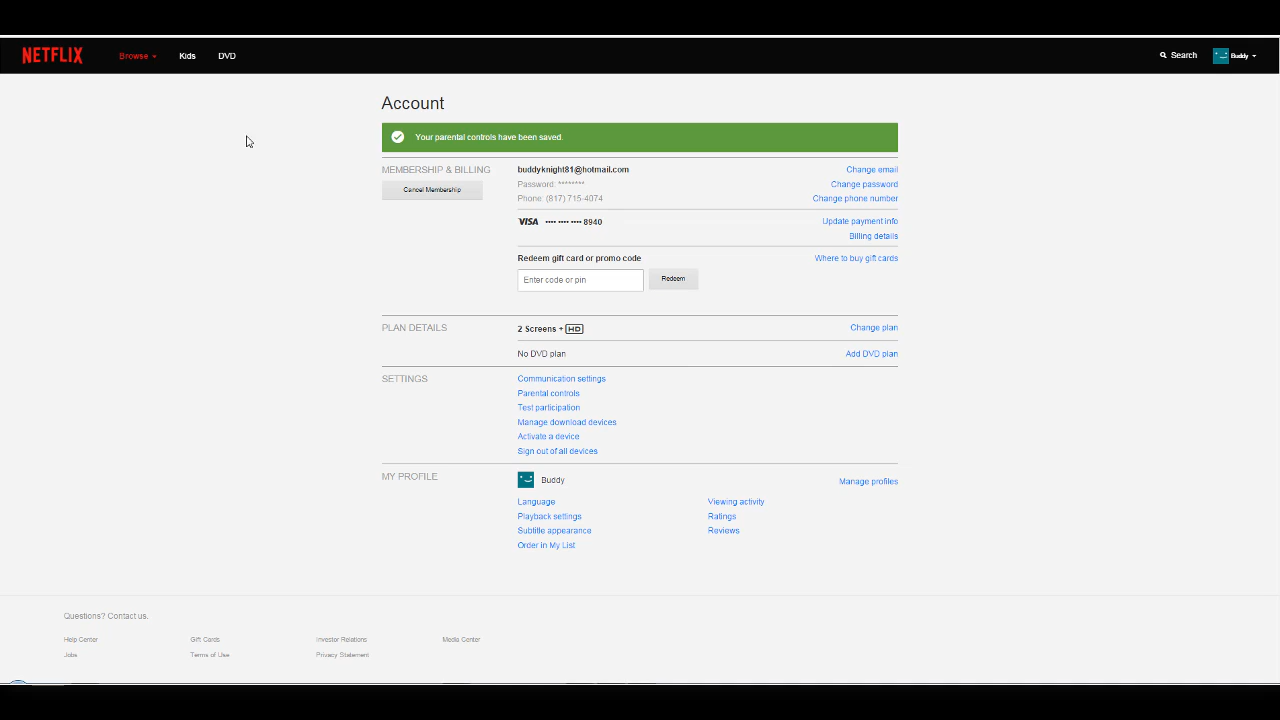 NETFLIX Browse Kids DVD Search Buddy
Account
Your parental controls have been saved.
MEMBERSHIP & BILLING buddyknight81@hotmail.com Change email
Cancel Membership Password: ******** Change password
Phone: (817) 715-4074 Change phone number
VISA •••• •••• •••• 8940 Update payment info
Billing details
Redeem gift card or promo code Where to buy gift cards
Enter code or pin Redeem
PLAN DETAILS 2 Screens + HD Change plan
No DVD plan Add DVD plan
SETTINGS Communication settings
Parental controls
Test participation
Manage download devices
Activate a device
Sign out of all devices
MY PROFILE Buddy Manage profiles
Language Viewing activity
Playback settings Ratings
Subtitle appearance Reviews
Order in My List
Questions? Contact us.
Help Center Gift Cards Investor Relations Media Center
Jobs Terms of Use Privacy Statement